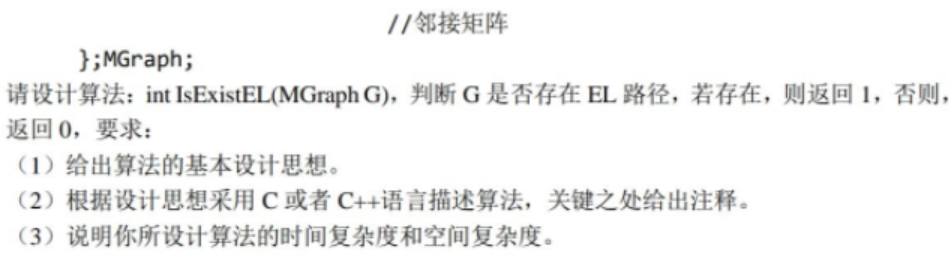 //邻接矩阵
};MGraph;
请设计算法：int IsExistEL(MGraph G)，判断 G 是否存在 EL 路径，若存在，则返回 1，否则，
返回 0，要求：
（1）给出算法的基本设计思想。
（2）根据设计思想采用 C 或者 C++语言描述算法，关键之处给出注释。
（3）说明你所设计算法的时间复杂度和空间复杂度。